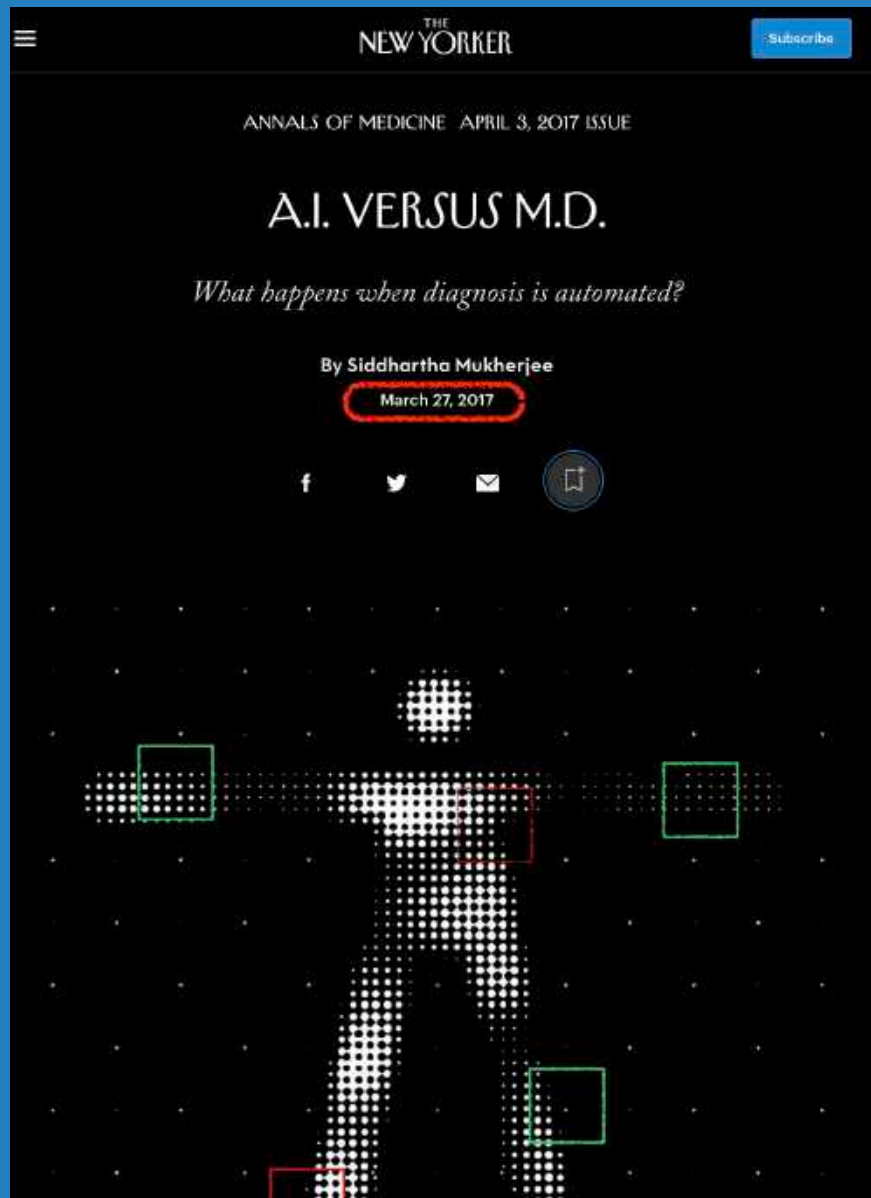 THE
NEW YORKER
Subscribe
ANNALS OF MEDICINE APRIL 3, 2017 ISSUE
A.I. VERSUS M.D.
What happens when diagnosis is automated?
By Siddhartha Mukherjee
March 27, 2017